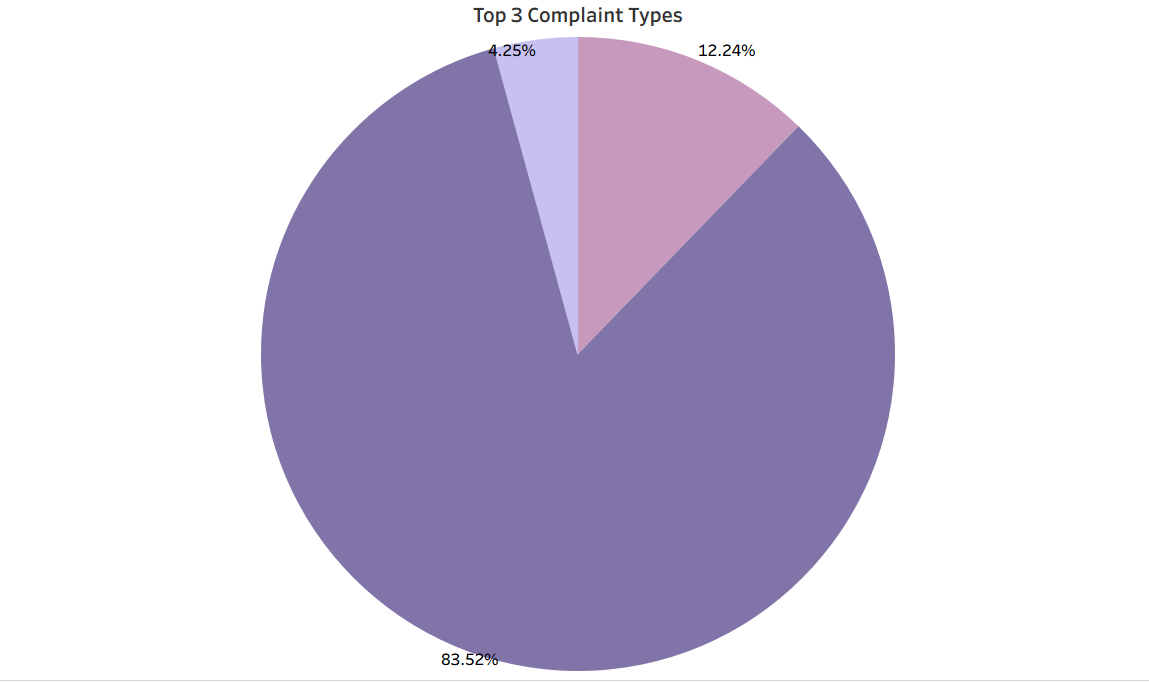 Top 3 Complaint Types
4.25%
12.24%
83.52%